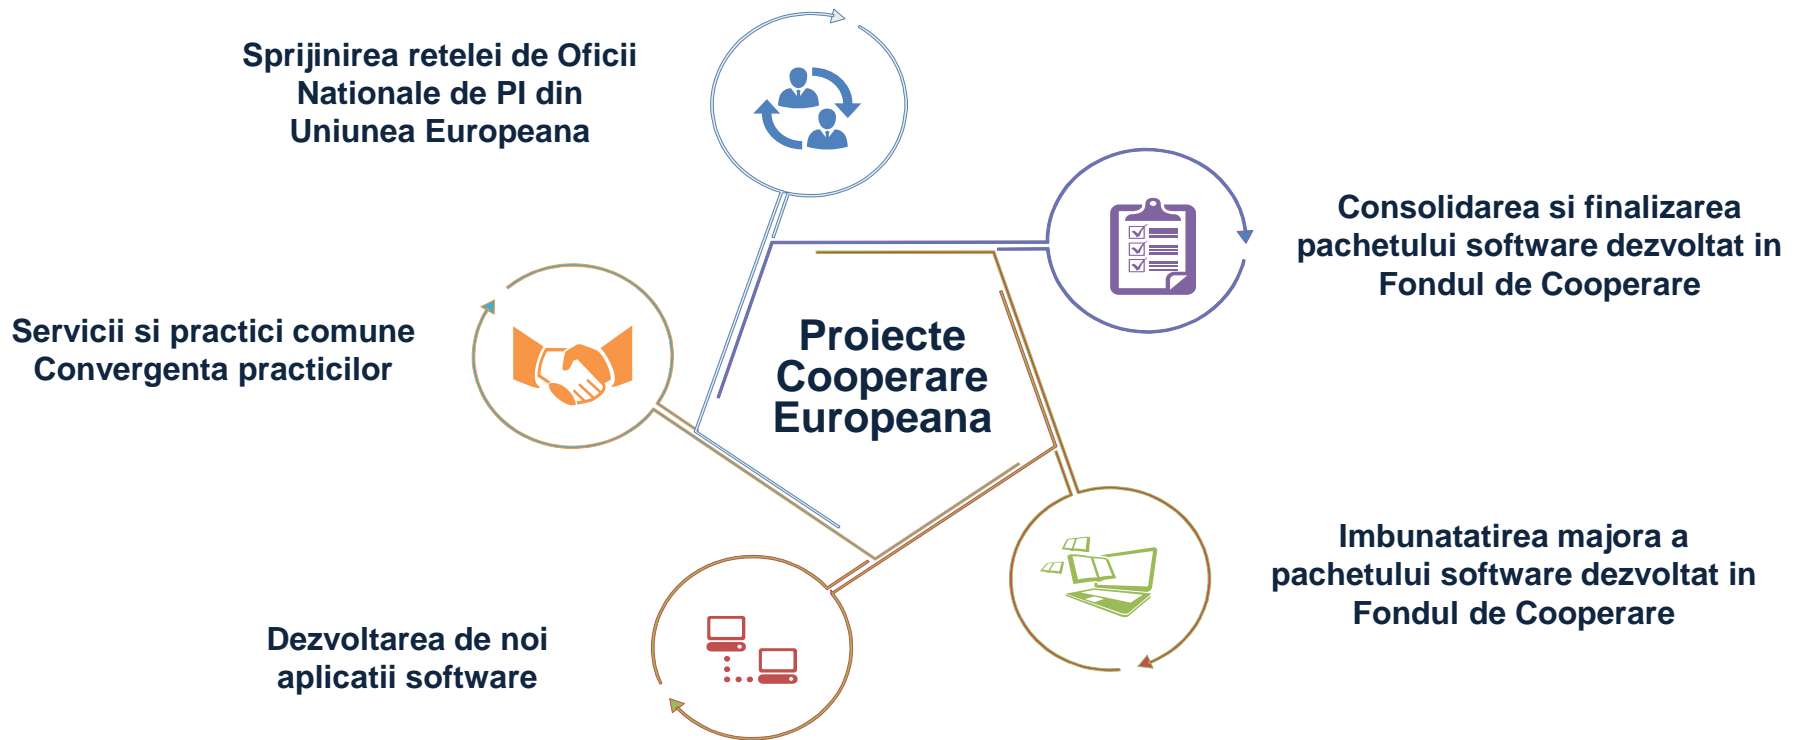 Sprijinirea retelei de Oficii
Nationale de PI din
Uniunea Europeana
Consolidarea si finalizarea
pachetului software dezvoltat in
Fondul de Cooperare
Servicii si practici comune
Convergenta practicilor
Proiecte
Cooperare
Europeana
Imbunatatirea majora a
pachetului software dezvoltat in
Fondul de Cooperare
Dezvoltarea de noi
aplicatii software